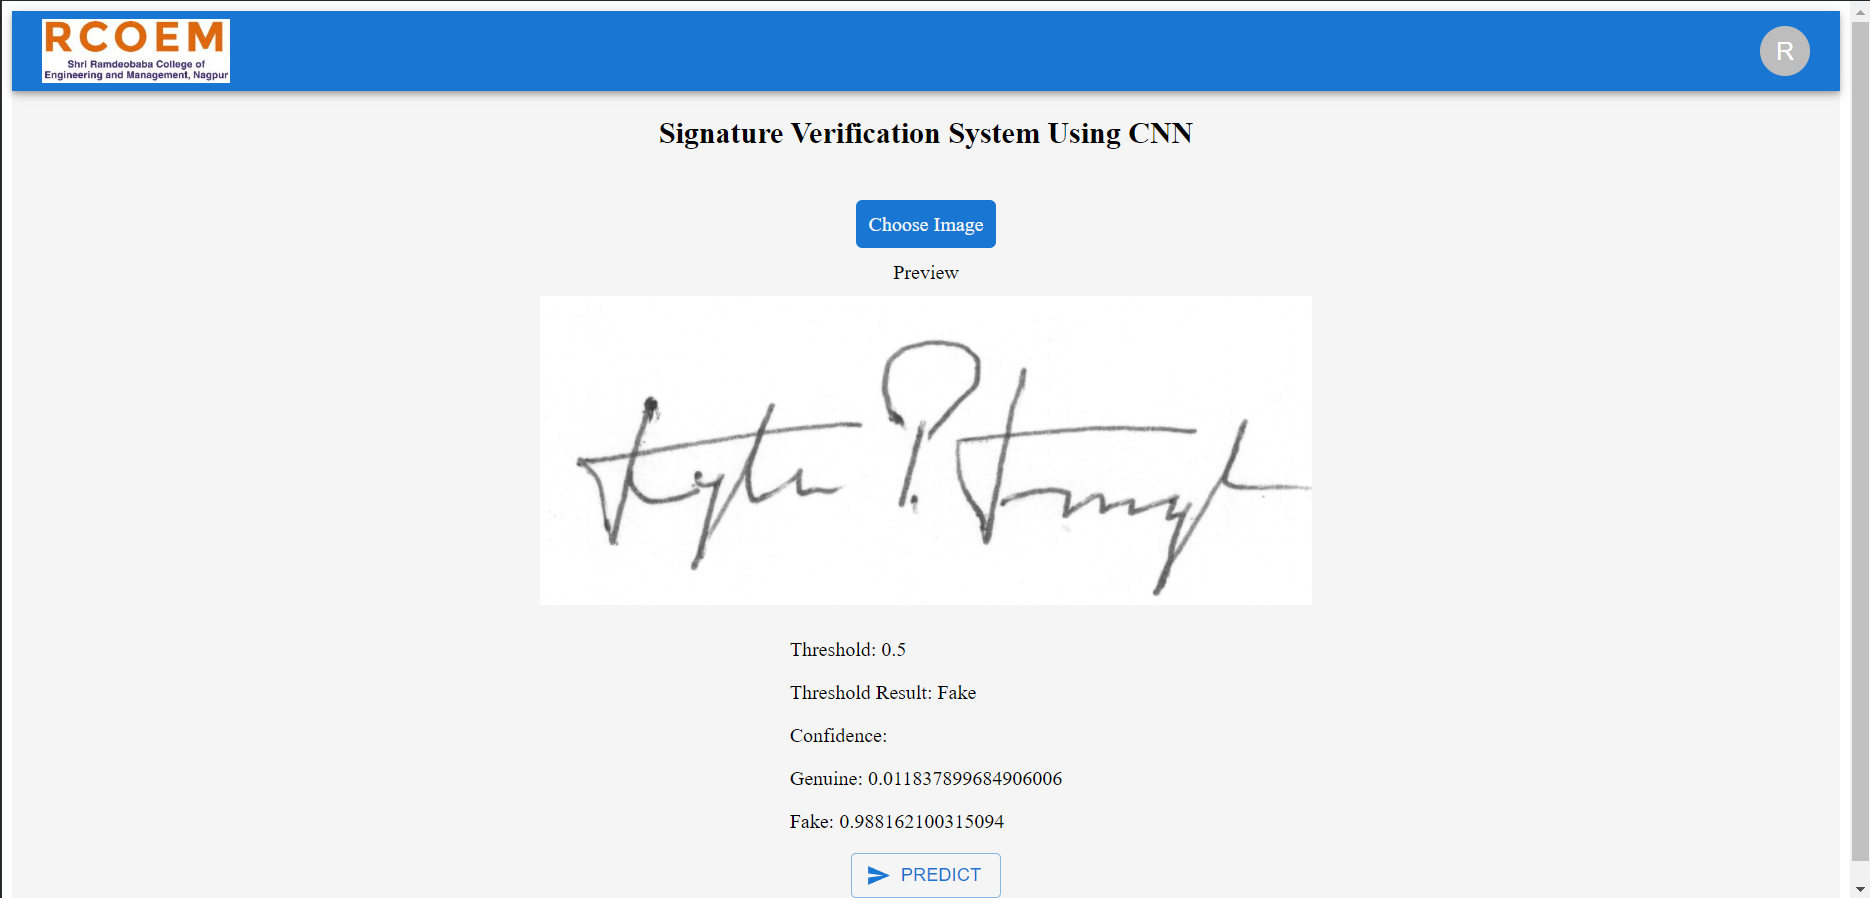 RCOEM
Shri Ramdeobaba College of
Engineering and Management, Nagpur
R
Signature Verification System Using CNN
Choose Image
Preview
Threshold: 0.5
Threshold Result: Fake
Confidence:
Genuine: 0.011837899684906006
Fake: 0.988162100315094
PREDICT